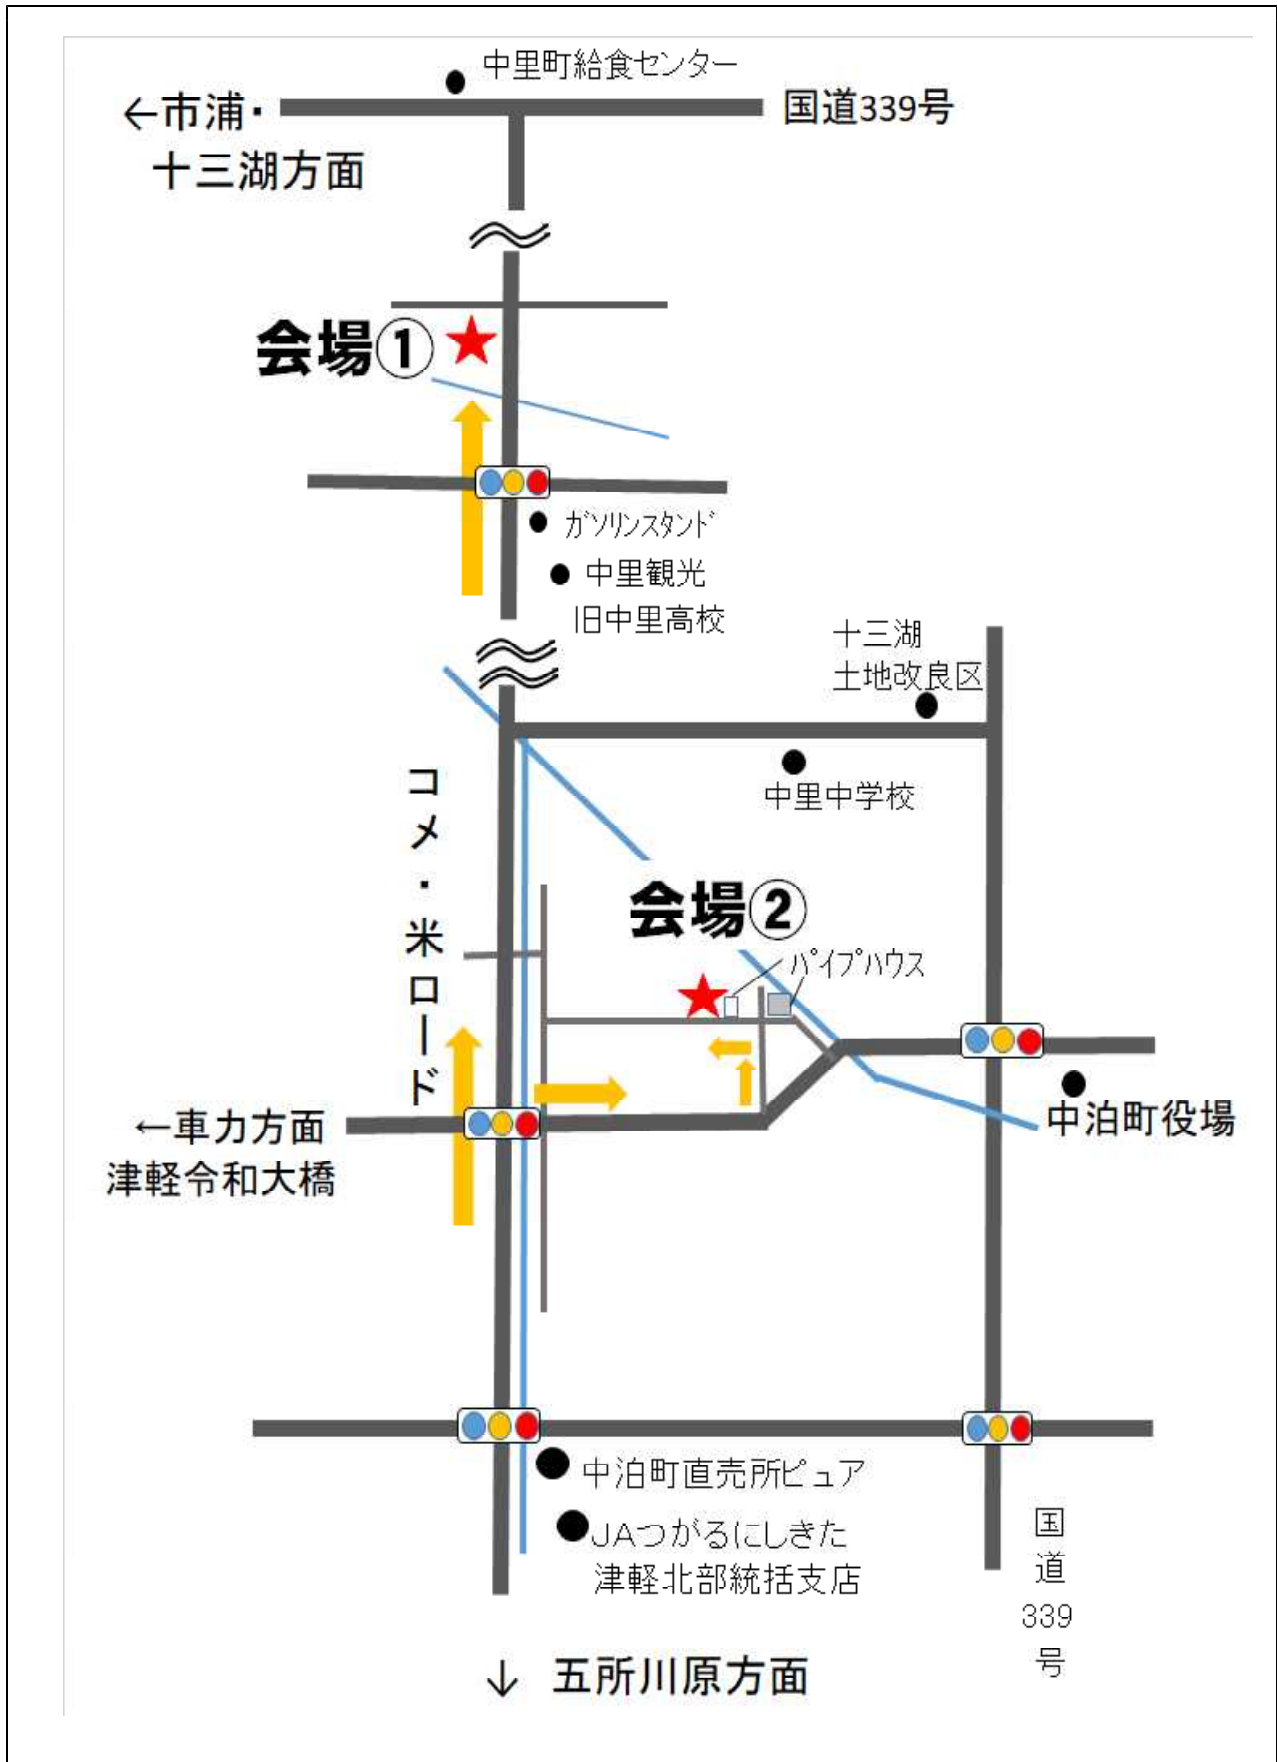 中里町給食センター
←市浦・
十三湖方面
国道339号
会場①
ガソリンスタンド
中里観光
旧中里高校
十三湖
土地改良区
中里中学校
コメ・米ロード
会場②
パイプハウス
←車力方面
津軽令和大橋
中泊町役場
中泊町直売所ピュア
JAつがるにしきた
津軽北部統括支店
国道339号
↓ 五所川原方面